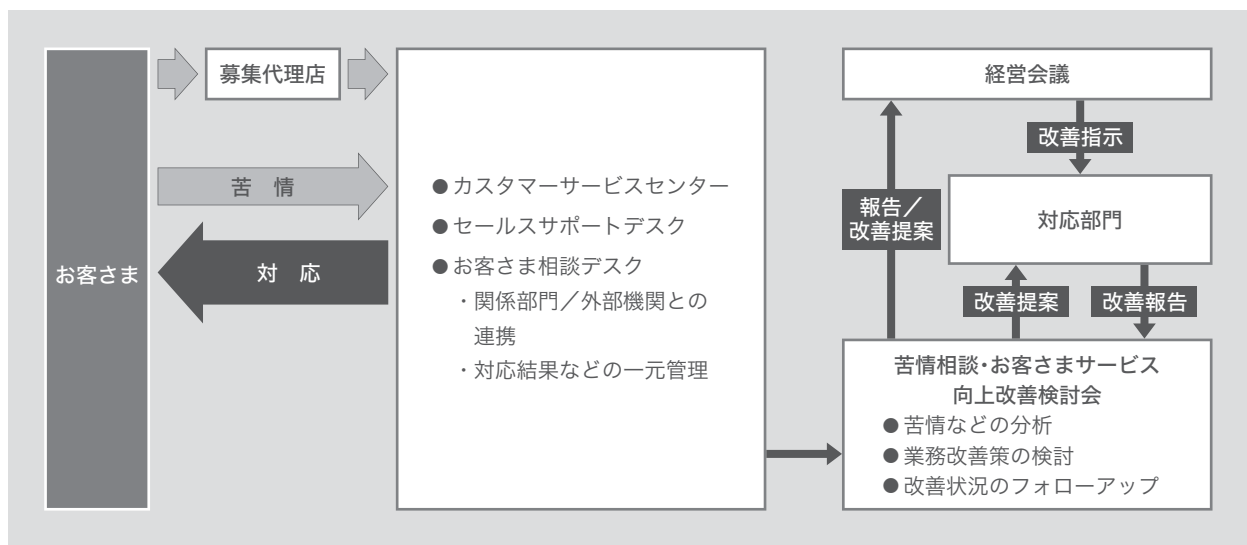 お客さま
募集代理店
苦　情
対　応
●カスタマーサービスセンター
●セールスサポートデスク
●お客さま相談デスク
・関係部門／外部機関との
連携
・対応結果などの一元管理
経営会議
改善指示
報告／
改善提案
対応部門
改善提案
改善報告
苦情相談・お客さまサービス
向上改善検討会
●苦情などの分析
●業務改善策の検討
●改善状況のフォローアップ